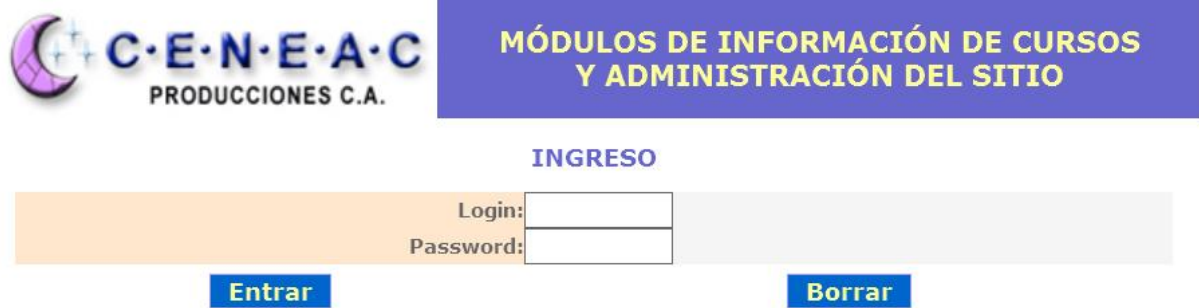 C·E·N·E·A·C
PRODUCCIONES C.A.
MÓDULOS DE INFORMACIÓN DE CURSOS
Y ADMINISTRACIÓN DEL SITIO
INGRESO
Login:
Password:
Entrar Borrar